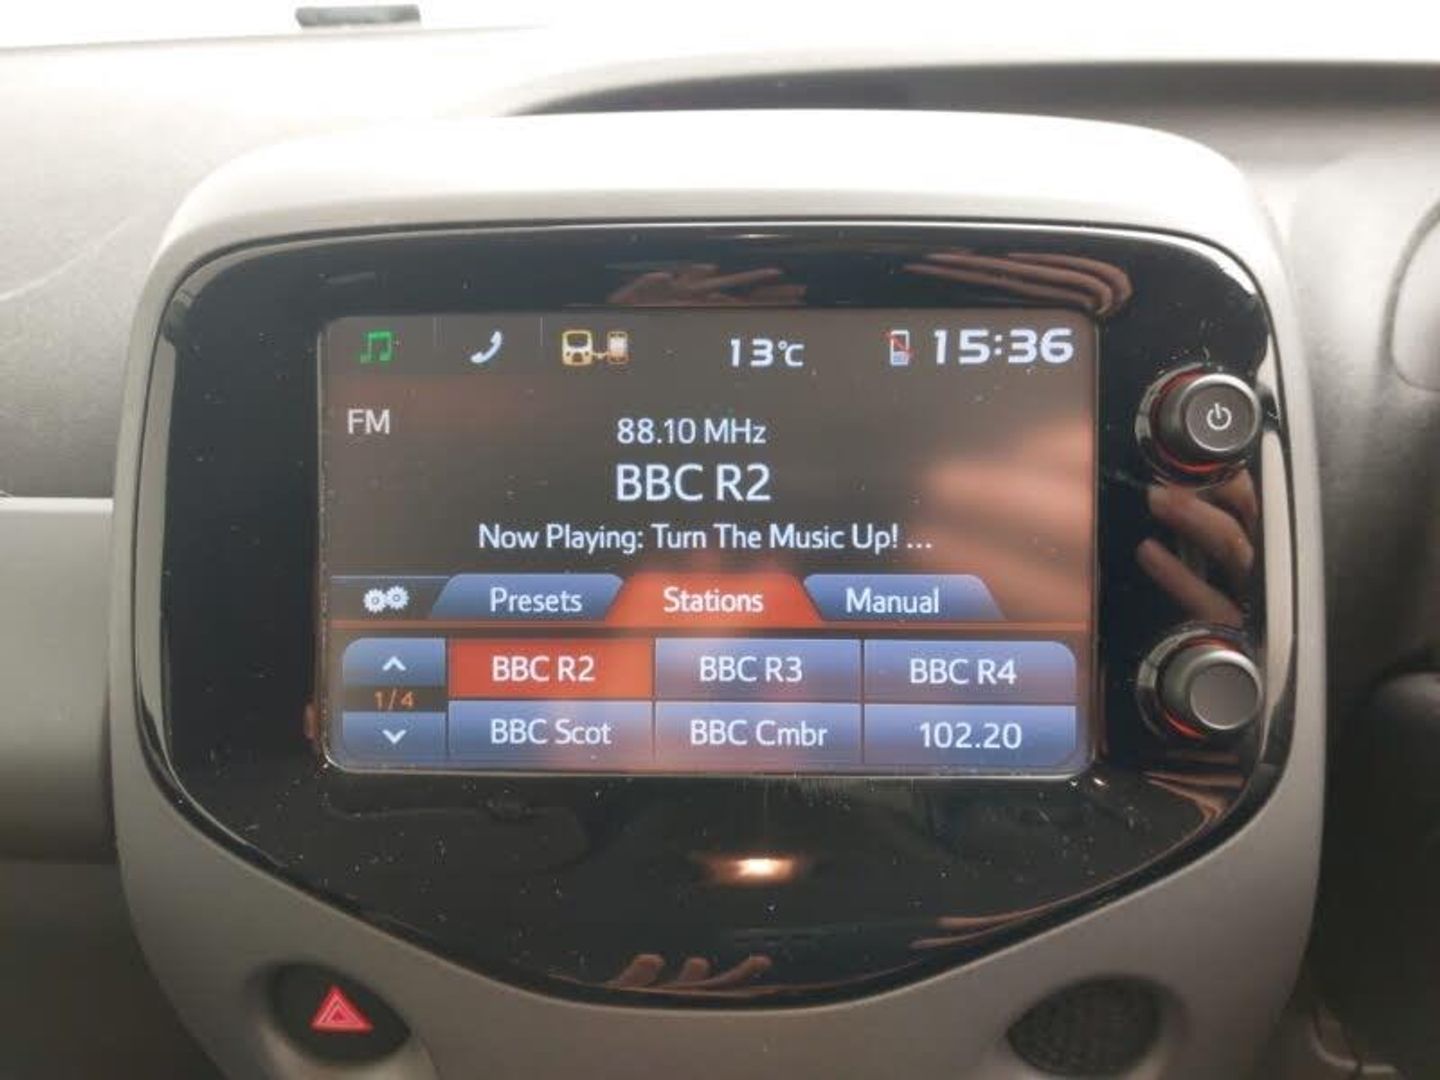 13°C
15:36
FM
88.10 MHz
BBC R2
Now Playing: Turn The Music Up! ...
Presets
Stations
Manual
BBC R2
BBC R3
BBC R4
1/4
BBC Scot
BBC Cmbr
102.20